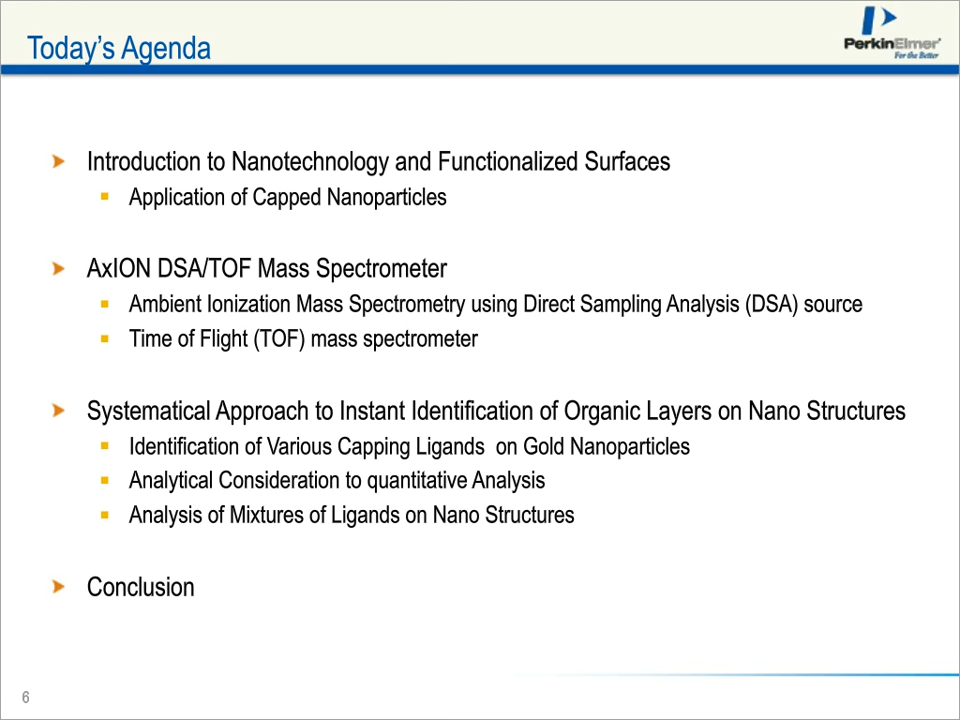 Today's Agenda
PerkinElmer
For the Better
Introduction to Nanotechnology and Functionalized Surfaces
Application of Capped Nanoparticles
AxION DSA/TOF Mass Spectrometer
Ambient Ionization Mass Spectrometry using Direct Sampling Analysis (DSA) source
Time of Flight (TOF) mass spectrometer
Systematical Approach to Instant Identification of Organic Layers on Nano Structures
Identification of Various Capping Ligands  on Gold Nanoparticles
Analytical Consideration to quantitative Analysis
Analysis of Mixtures of Ligands on Nano Structures
Conclusion
6